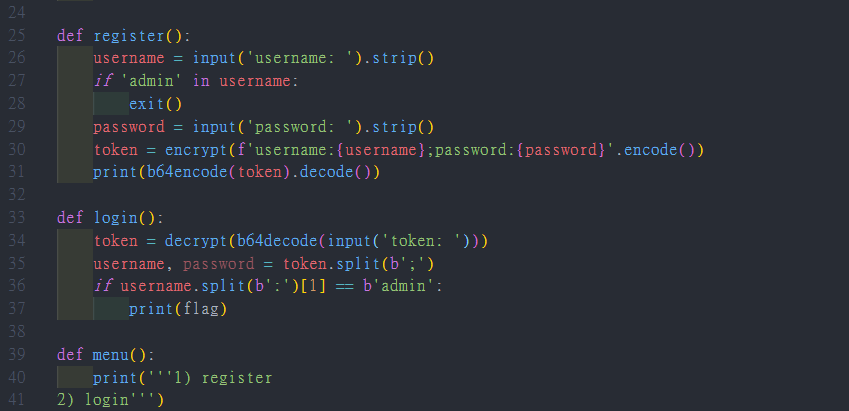 24
25 def register():
26     username = input('username: ').strip()
27     if 'admin' in username:
28         exit()
29     password = input('password: ').strip()
30     token = encrypt(f'username:{username};password:{password}'.encode())
31     print(b64encode(token).decode())
32
33 def login():
34     token = decrypt(b64decode(input('token: ')))
35     username, password = token.split(b';')
36     if username.split(b':')[1] == b'admin':
37         print(flag)
38
39 def menu():
40     print('''1) register
41 2) login''')